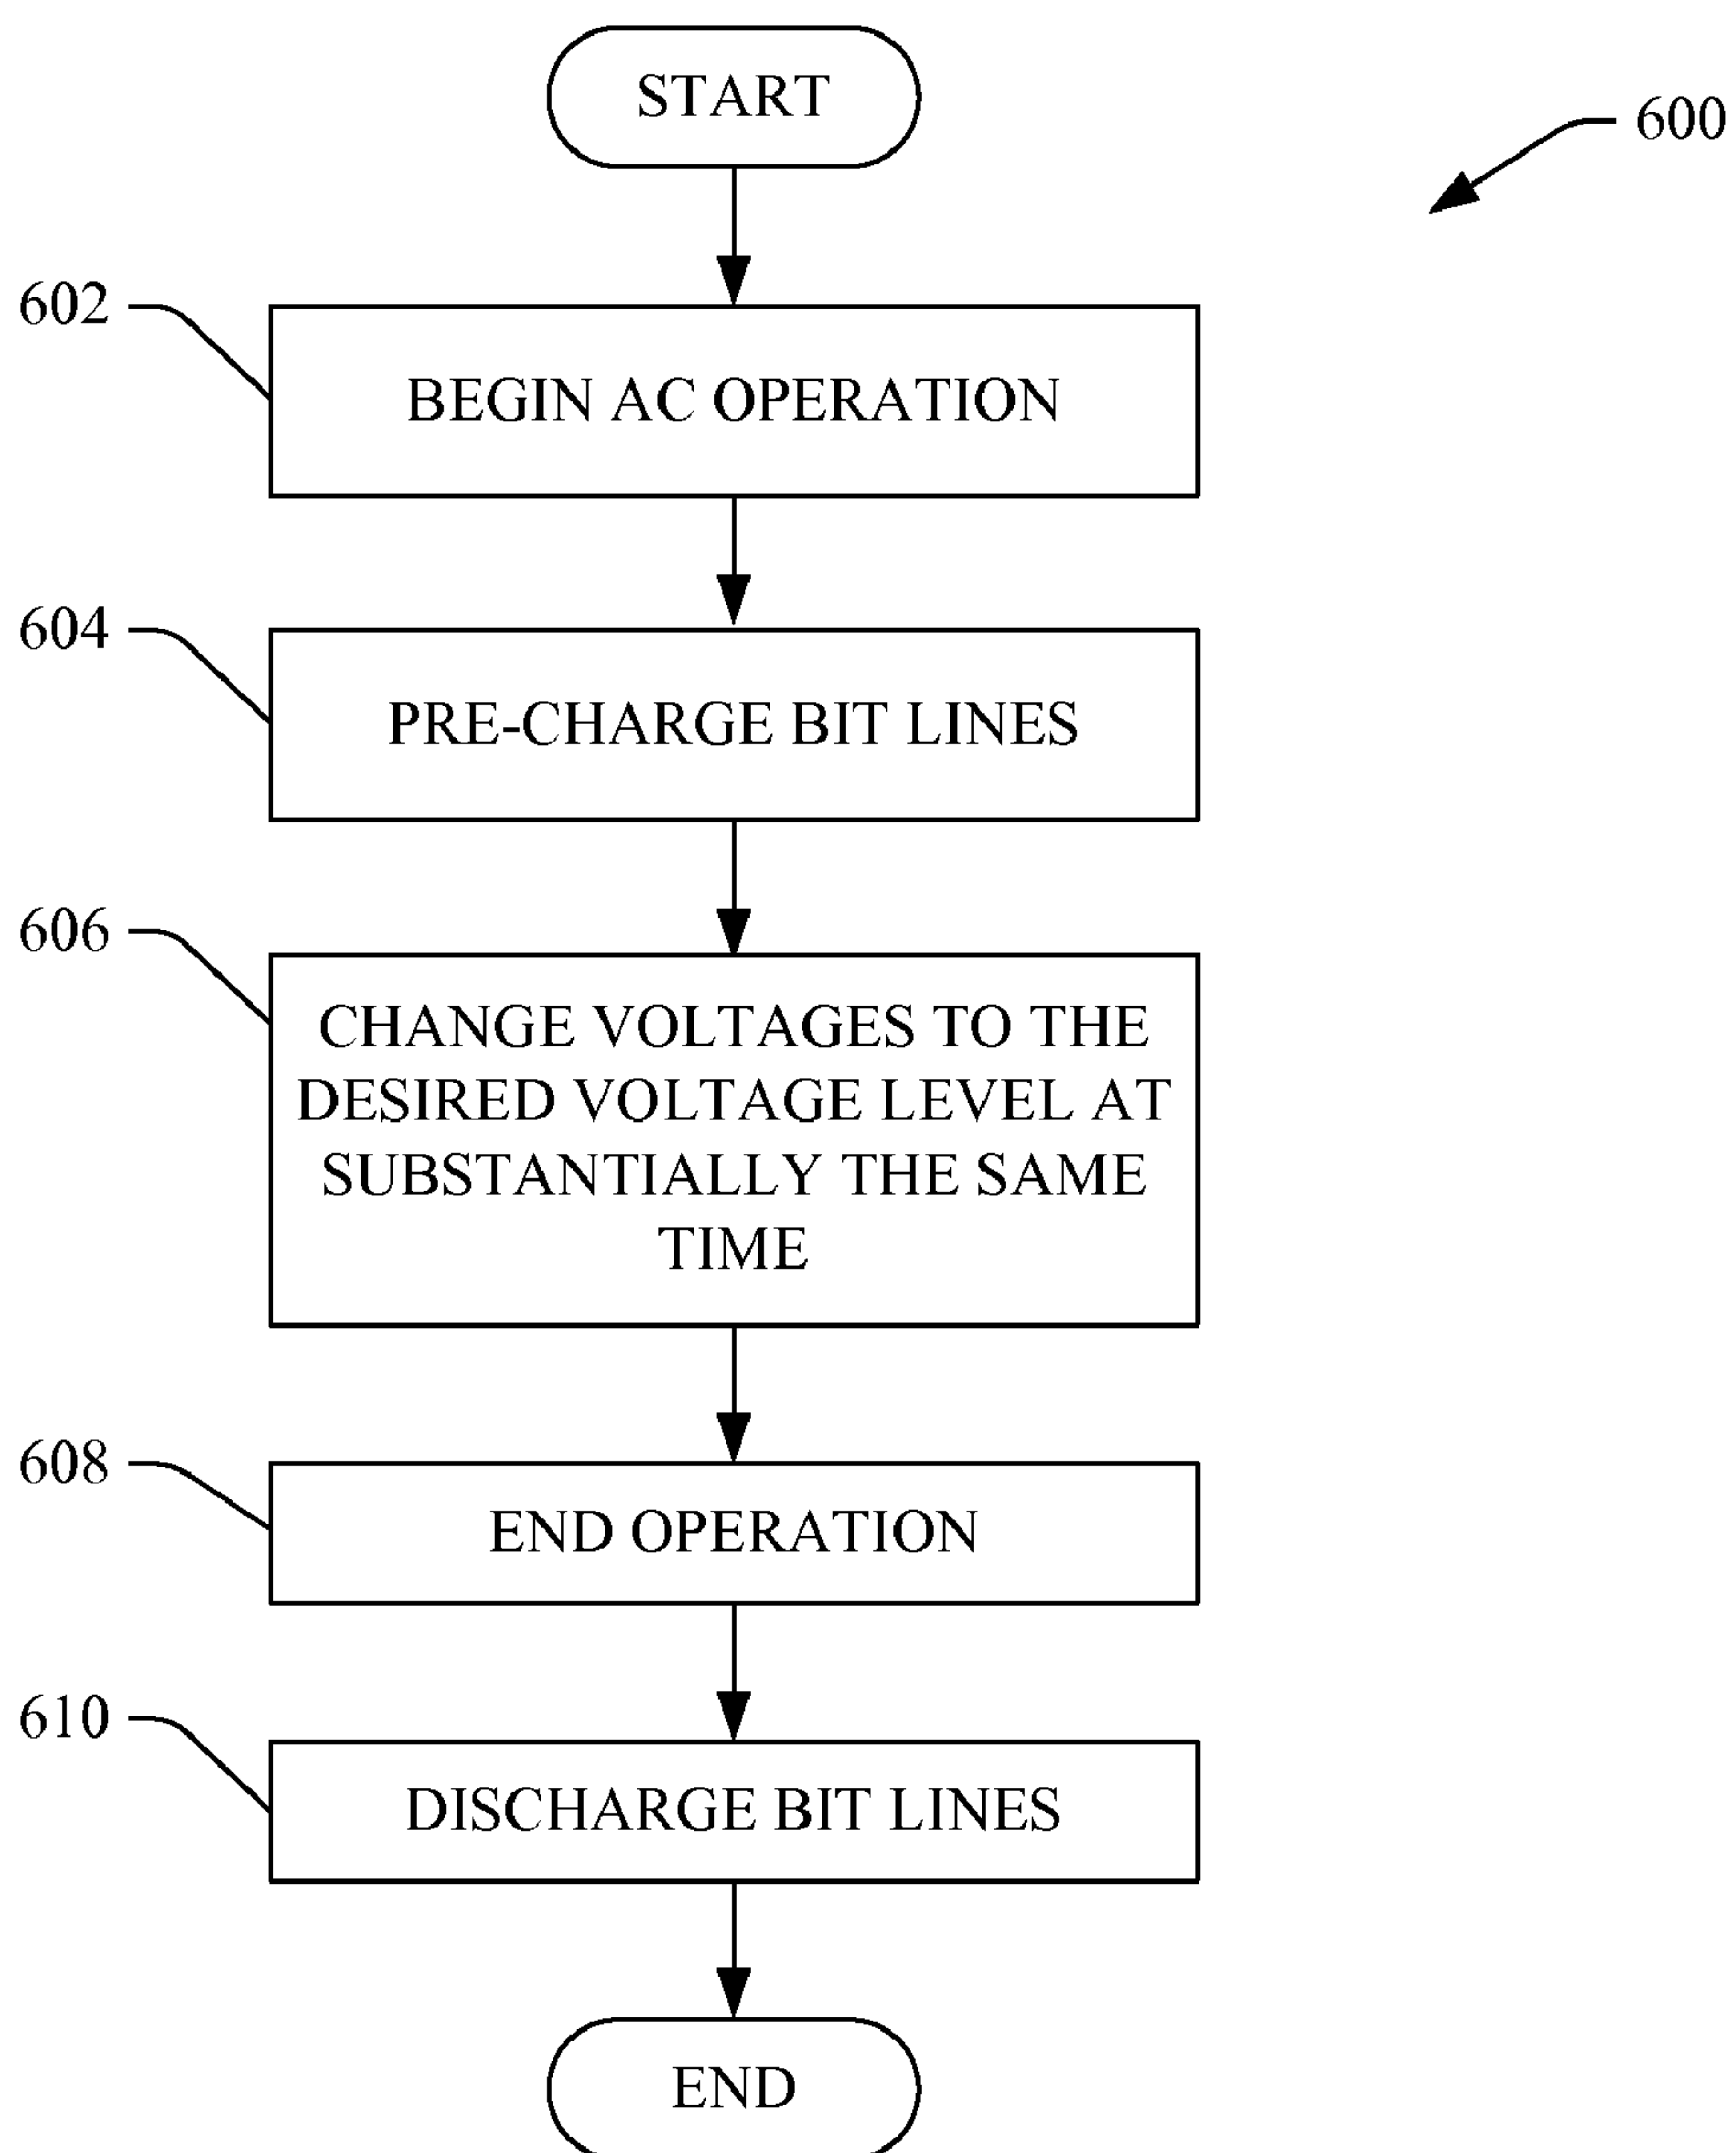 START
600
602
BEGIN AC OPERATION
604
PRE-CHARGE BIT LINES
606
CHANGE VOLTAGES TO THE
DESIRED VOLTAGE LEVEL AT
SUBSTANTIALLY THE SAME
TIME
608
END OPERATION
610
DISCHARGE BIT LINES
END